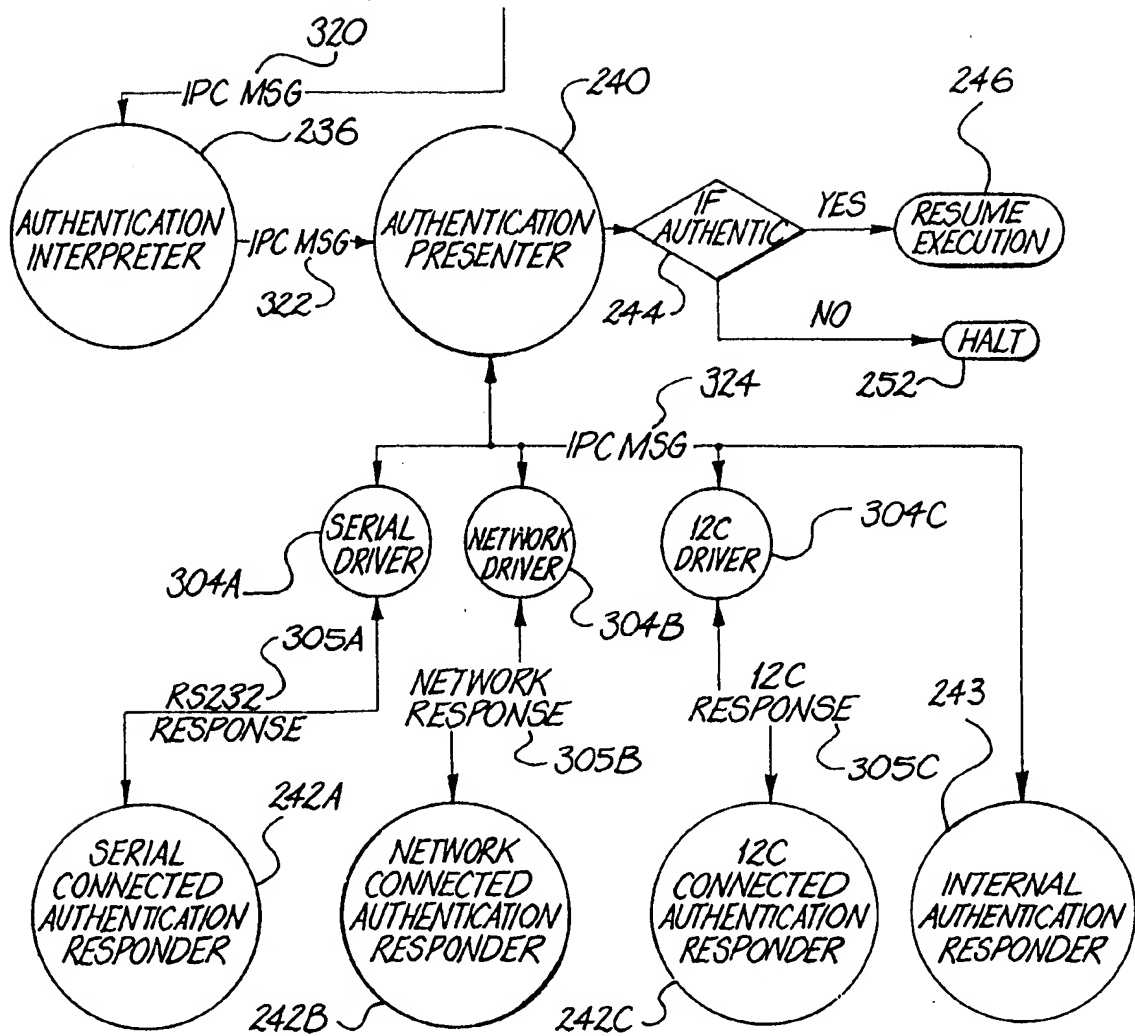 320
IPC MSG
240
246
236
AUTHENTICATION
INTERPRETER
IPC MSG
322
AUTHENTICATION
PRESENTER
IF
AUTHENTIC
244
YES
RESUME
EXECUTION
NO
HALT
252
324
IPC MSG
SERIAL
DRIVER
304A
NETWORK
DRIVER
304B
12C
DRIVER
304C
305A
RS232
RESPONSE
NETWORK
RESPONSE
305B
12C
RESPONSE
305C
243
242A
SERIAL
CONNECTED
AUTHENTICATION
RESPONDER
NETWORK
CONNECTED
AUTHENTICATION
RESPONDER
242B
12C
CONNECTED
AUTHENTICATION
RESPONDER
242C
INTERNAL
AUTHENTICATION
RESPONDER